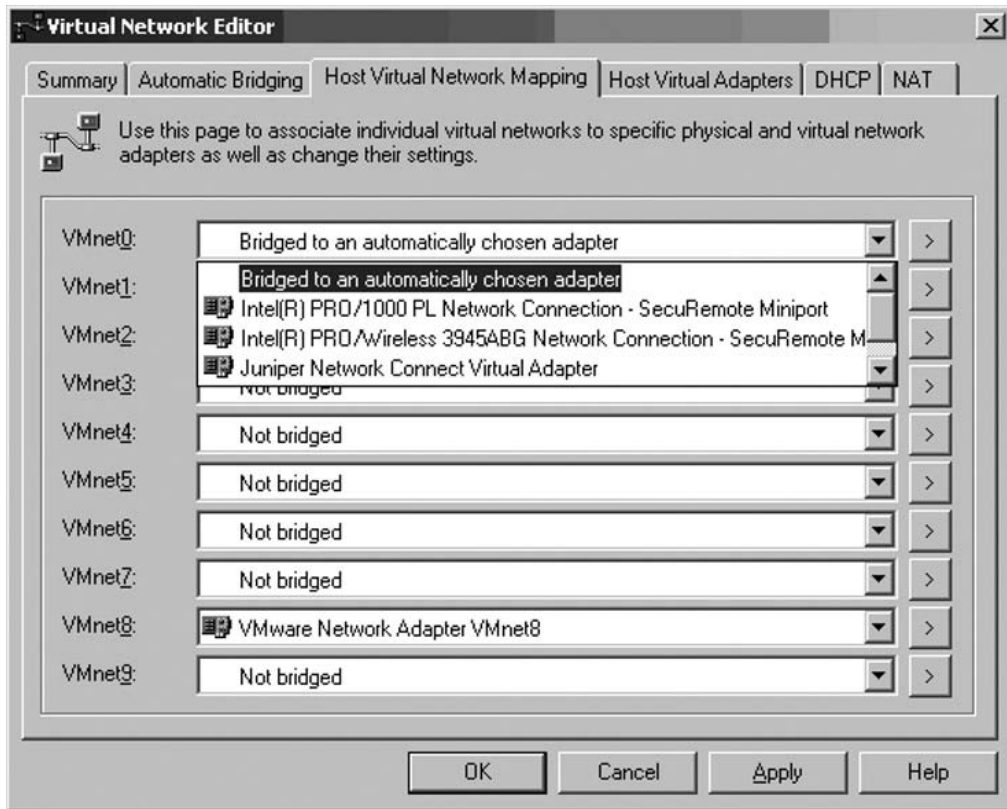 Virtual Network Editor
Summary Automatic Bridging Host Virtual Network Mapping Host Virtual Adapters DHCP NAT
Use this page to associate individual virtual networks to specific physical and virtual network
adapters as well as change their settings.
VMnet0: Bridged to an automatically chosen adapter >
Bridged to an automatically chosen adapter
VMnet1: >
Intel(R) PRO/1000 PL Network Connection - SecuRemote Miniport
VMnet2: Intel(R) PRO/Wireless 3945ABG Network Connection - SecuRemote M >
Juniper Network Connect Virtual Adapter
VMnet3: Not bridged >
VMnet4: Not bridged >
VMnet5: Not bridged >
VMnet6: Not bridged >
VMnet7: Not bridged >
VMnet8: VMware Network Adapter VMnet8 >
VMnet9: Not bridged >
OK Cancel Apply Help